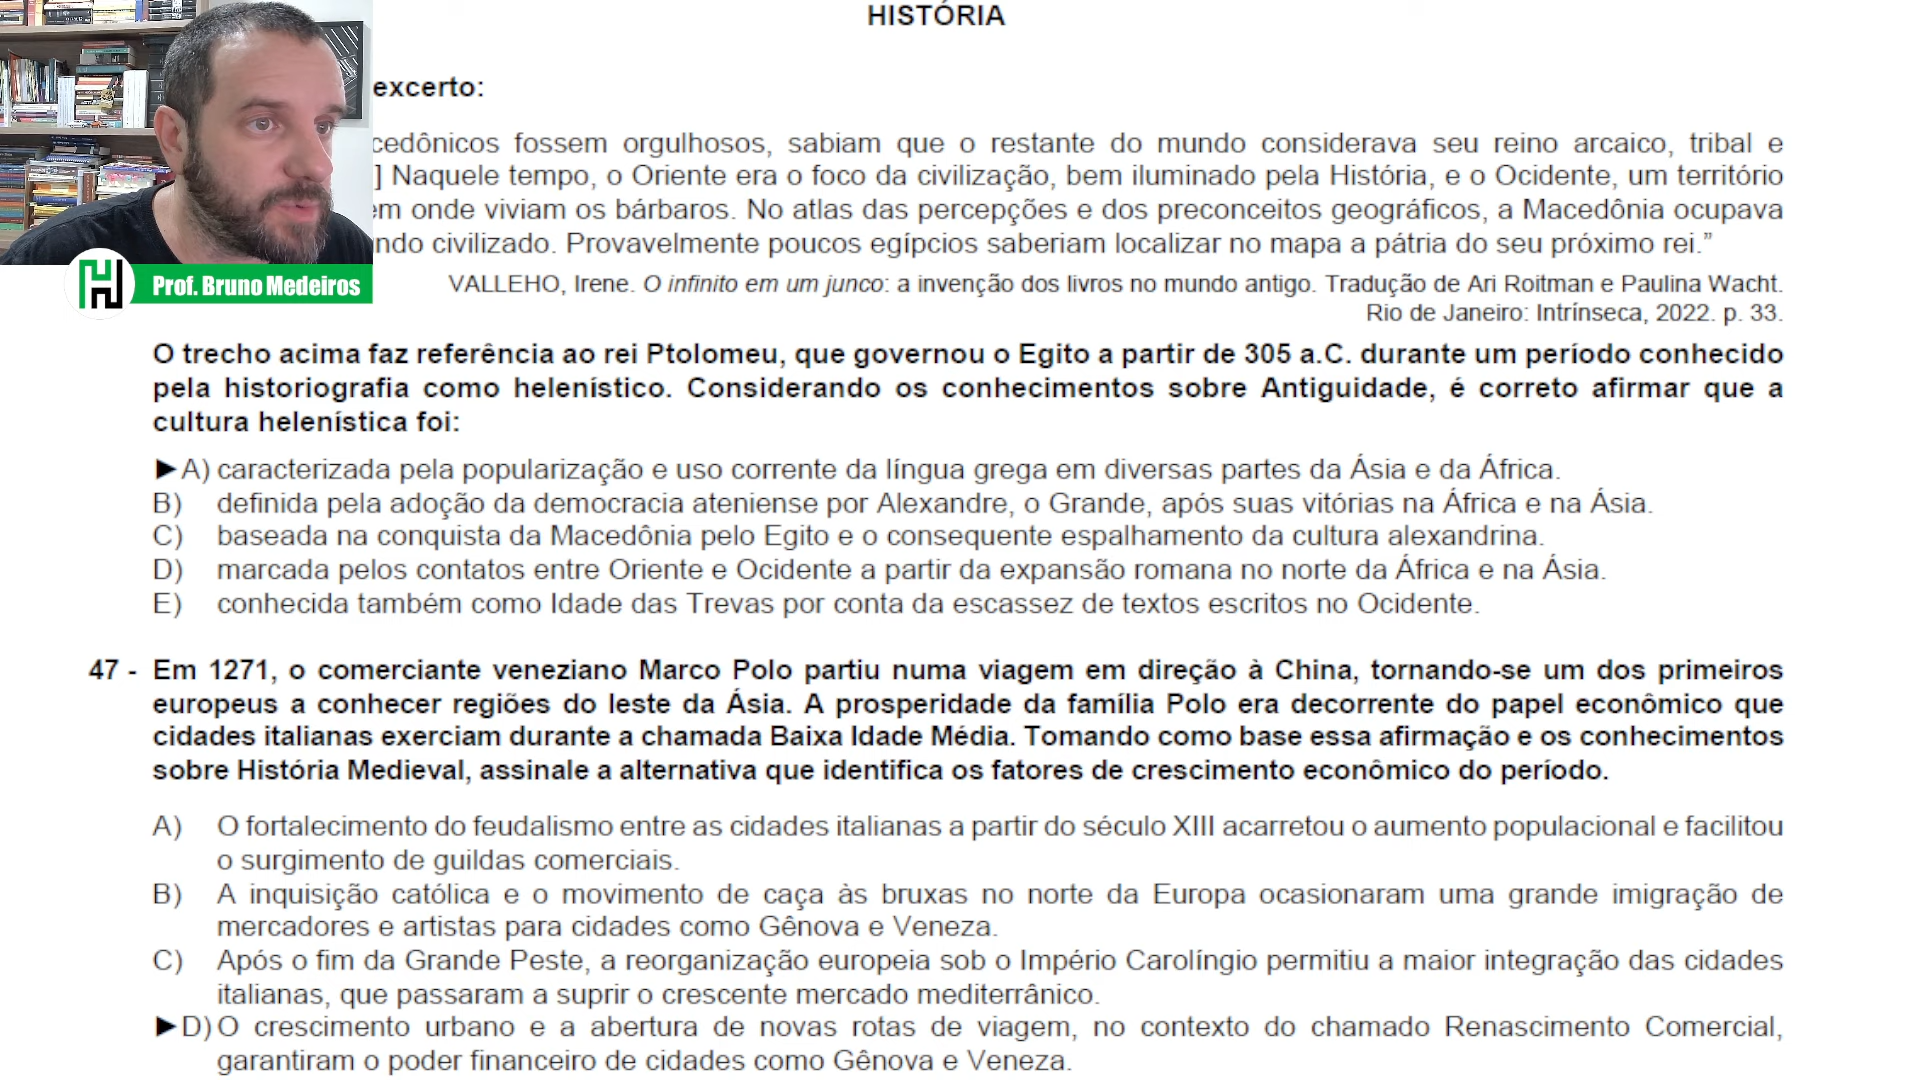 HISTÓRIA
excerto:
cedônicos fossem orgulhosos, sabiam que o restante do mundo considerava seu reino arcaico, tribal e
] Naquele tempo, o Oriente era o foco da civilização, bem iluminado pela História, e o Ocidente, um território
em onde viviam os bárbaros. No atlas das percepções e dos preconceitos geográficos, a Macedônia ocupava
ndo civilizado. Provavelmente poucos egípcios saberiam localizar no mapa a pátria do seu próximo rei.”
Prof. Bruno Medeiros
VALLEHO, Irene. O infinito em um junco: a invenção dos livros no mundo antigo. Tradução de Ari Roitman e Paulina Wacht.
Rio de Janeiro: Intrínseca, 2022. p. 33.
O trecho acima faz referência ao rei Ptolomeu, que governou o Egito a partir de 305 a.C. durante um período conhecido
pela historiografia como helenístico. Considerando os conhecimentos sobre Antiguidade, é correto afirmar que a
cultura helenística foi:
►A) caracterizada pela popularização e uso corrente da língua grega em diversas partes da Ásia e da África.
B) definida pela adoção da democracia ateniense por Alexandre, o Grande, após suas vitórias na África e na Ásia.
C) baseada na conquista da Macedônia pelo Egito e o consequente espalhamento da cultura alexandrina.
D) marcada pelos contatos entre Oriente e Ocidente a partir da expansão romana no norte da África e na Ásia.
E) conhecida também como Idade das Trevas por conta da escassez de textos escritos no Ocidente.
47 - Em 1271, o comerciante veneziano Marco Polo partiu numa viagem em direção à China, tornando-se um dos primeiros
europeus a conhecer regiões do leste da Ásia. A prosperidade da família Polo era decorrente do papel econômico que
cidades italianas exerciam durante a chamada Baixa Idade Média. Tomando como base essa afirmação e os conhecimentos
sobre História Medieval, assinale a alternativa que identifica os fatores de crescimento econômico do período.
A) O fortalecimento do feudalismo entre as cidades italianas a partir do século XIII acarretou o aumento populacional e facilitou
o surgimento de guildas comerciais.
B) A inquisição católica e o movimento de caça às bruxas no norte da Europa ocasionaram uma grande imigração de
mercadores e artistas para cidades como Gênova e Veneza.
C) Após o fim da Grande Peste, a reorganização europeia sob o Império Carolíngio permitiu a maior integração das cidades
italianas, que passaram a suprir o crescente mercado mediterrânico.
►D) O crescimento urbano e a abertura de novas rotas de viagem, no contexto do chamado Renascimento Comercial,
garantiram o poder financeiro de cidades como Gênova e Veneza.